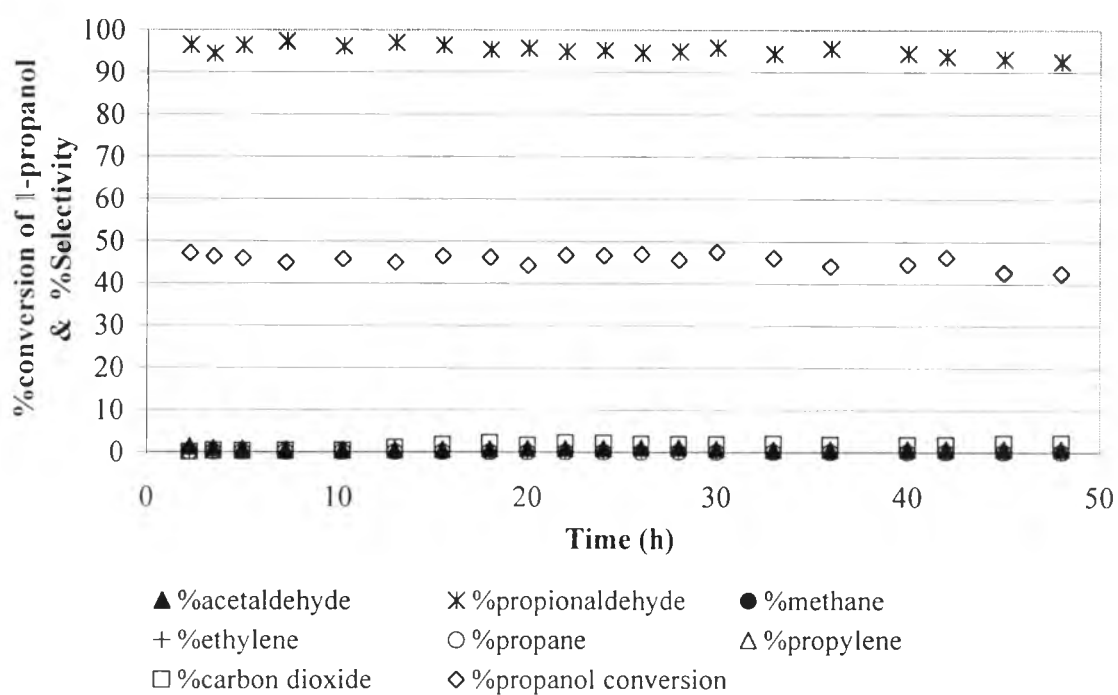 %conversion of 1-propanol
& %Selectivity
100
90
80
70
60
50
40
30
20
10
0
0
10
20
30
40
50
Time (h)
%acetaldehyde
%propionaldehyde
%methane
%ethylene
%propane
%propylene
%carbon dioxide
%propanol conversion